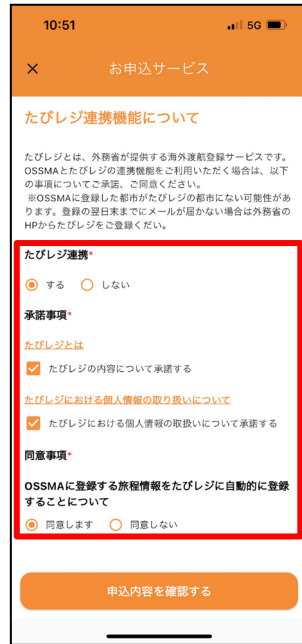 10:51
5G
×
お申込サービス
たびレジ連携機能について
たびレジとは、外務省が提供する海外渡航登録サービスです。
OSSMAとたびレジの連携機能をご利用いただく場合は、以下
の事項についてご承諾、ご同意ください。
※OSSMAに登録した都市がたびレジの都市にない可能性があ
ります。登録の翌日末までにメールが届かない場合は外務省の
HPからたびレジをご登録くだい。
たびレジ連携*
する
しない
承諾事項*
たびレジとは
たびレジの内容について承諾する
たびレジにおける個人情報の取り扱いについて
たびレジにおける個人情報の取扱いについて承諾する
同意事項*
OSSMAに登録する旅程情報をたびレジに自動的に登録
することについて
同意します
同意しない
申込内容を確認する